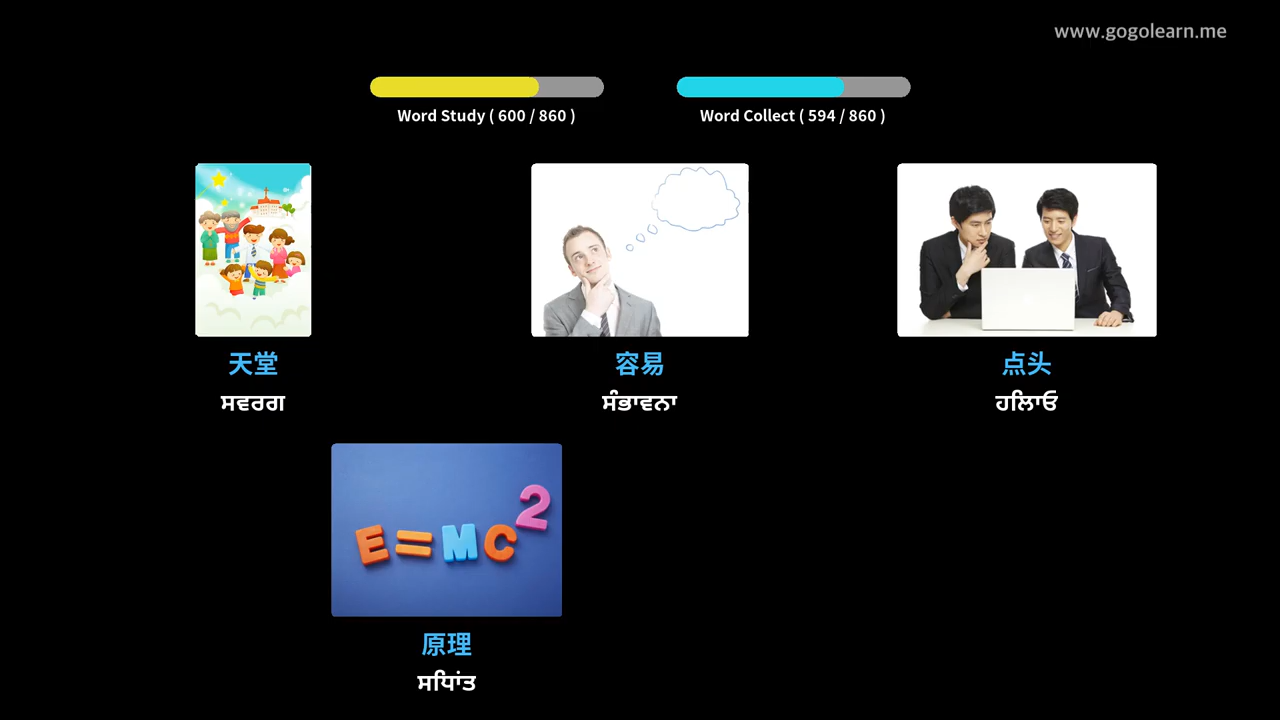 www.gogolearn.me
Word Study ( 600 / 860 )
Word Collect ( 594 / 860 )
天堂
ਸਵਰਗ
容易
ਸੰਭਾਵਨਾ
点头
ਹਲਿਾਓ
E=MC2
原理
ਸਧਿਾਂਤ